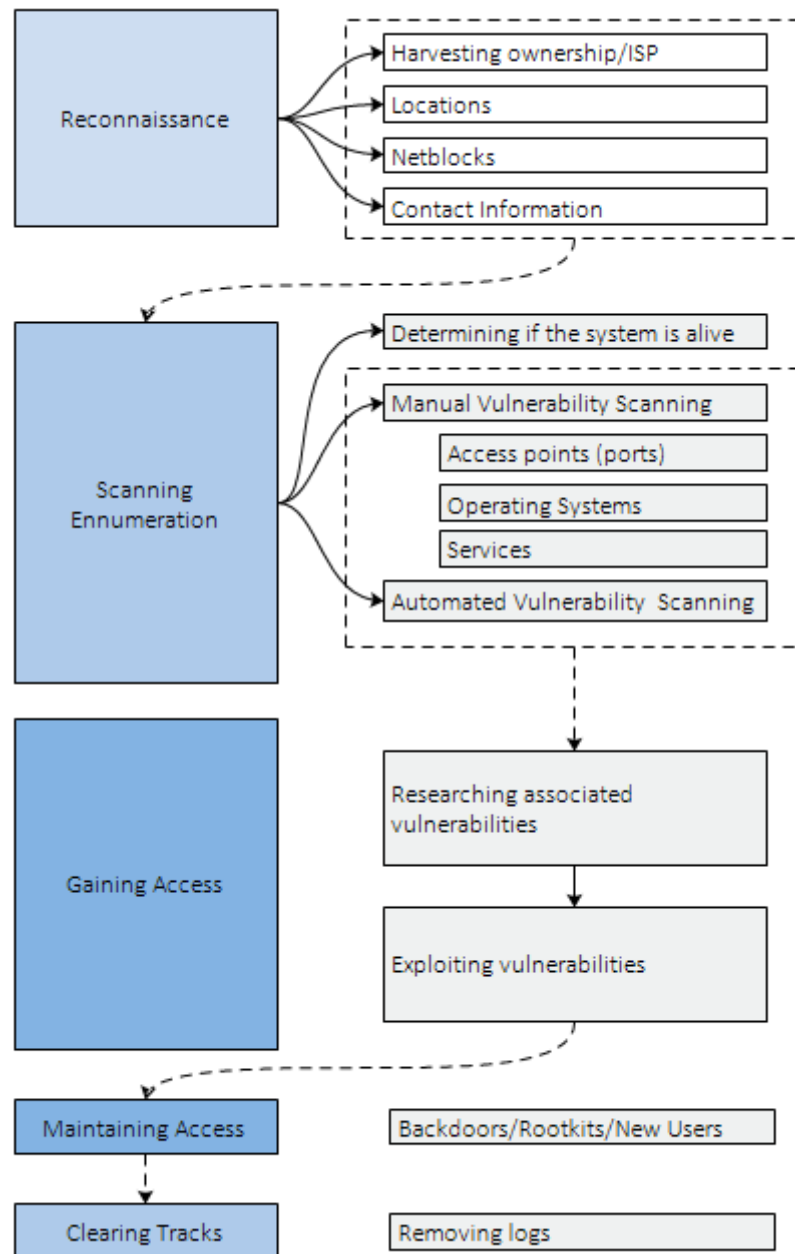 Reconnaissance
Harvesting ownership/ISP
Locations
Netblocks
Contact Information
Scanning
Ennumeration
Determining if the system is alive
Manual Vulnerability Scanning
Access points (ports)
Operating Systems
Services
Automated Vulnerability Scanning
Gaining Access
Researching associated
vulnerabilities
Exploiting vulnerabilities
Maintaining Access
Backdoors/Rootkits/New Users
Clearing Tracks
Removing logs